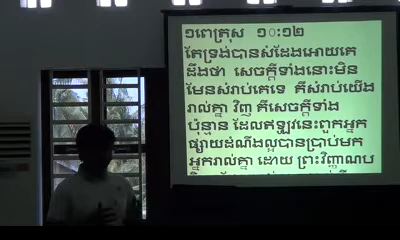 ១ពេត្រុស ១០:១២
តែទ្រង់បានសំដែងអោយគេ
ដឹងថា សេចក្តីទាំងនោះមិន
មែនសំរាប់គេទេ គឺសំរាប់យើង
រាល់គ្នា វិញ គឺសេចក្តីទាំង
ប៉ុន្មាន ដែលឥឡូវនេះពួកអ្នក
ផ្សាយដំណឹងល្អបានប្រាប់មក
អ្នករាល់គ្នា ដោយ ព្រះវិញ្ញាណប